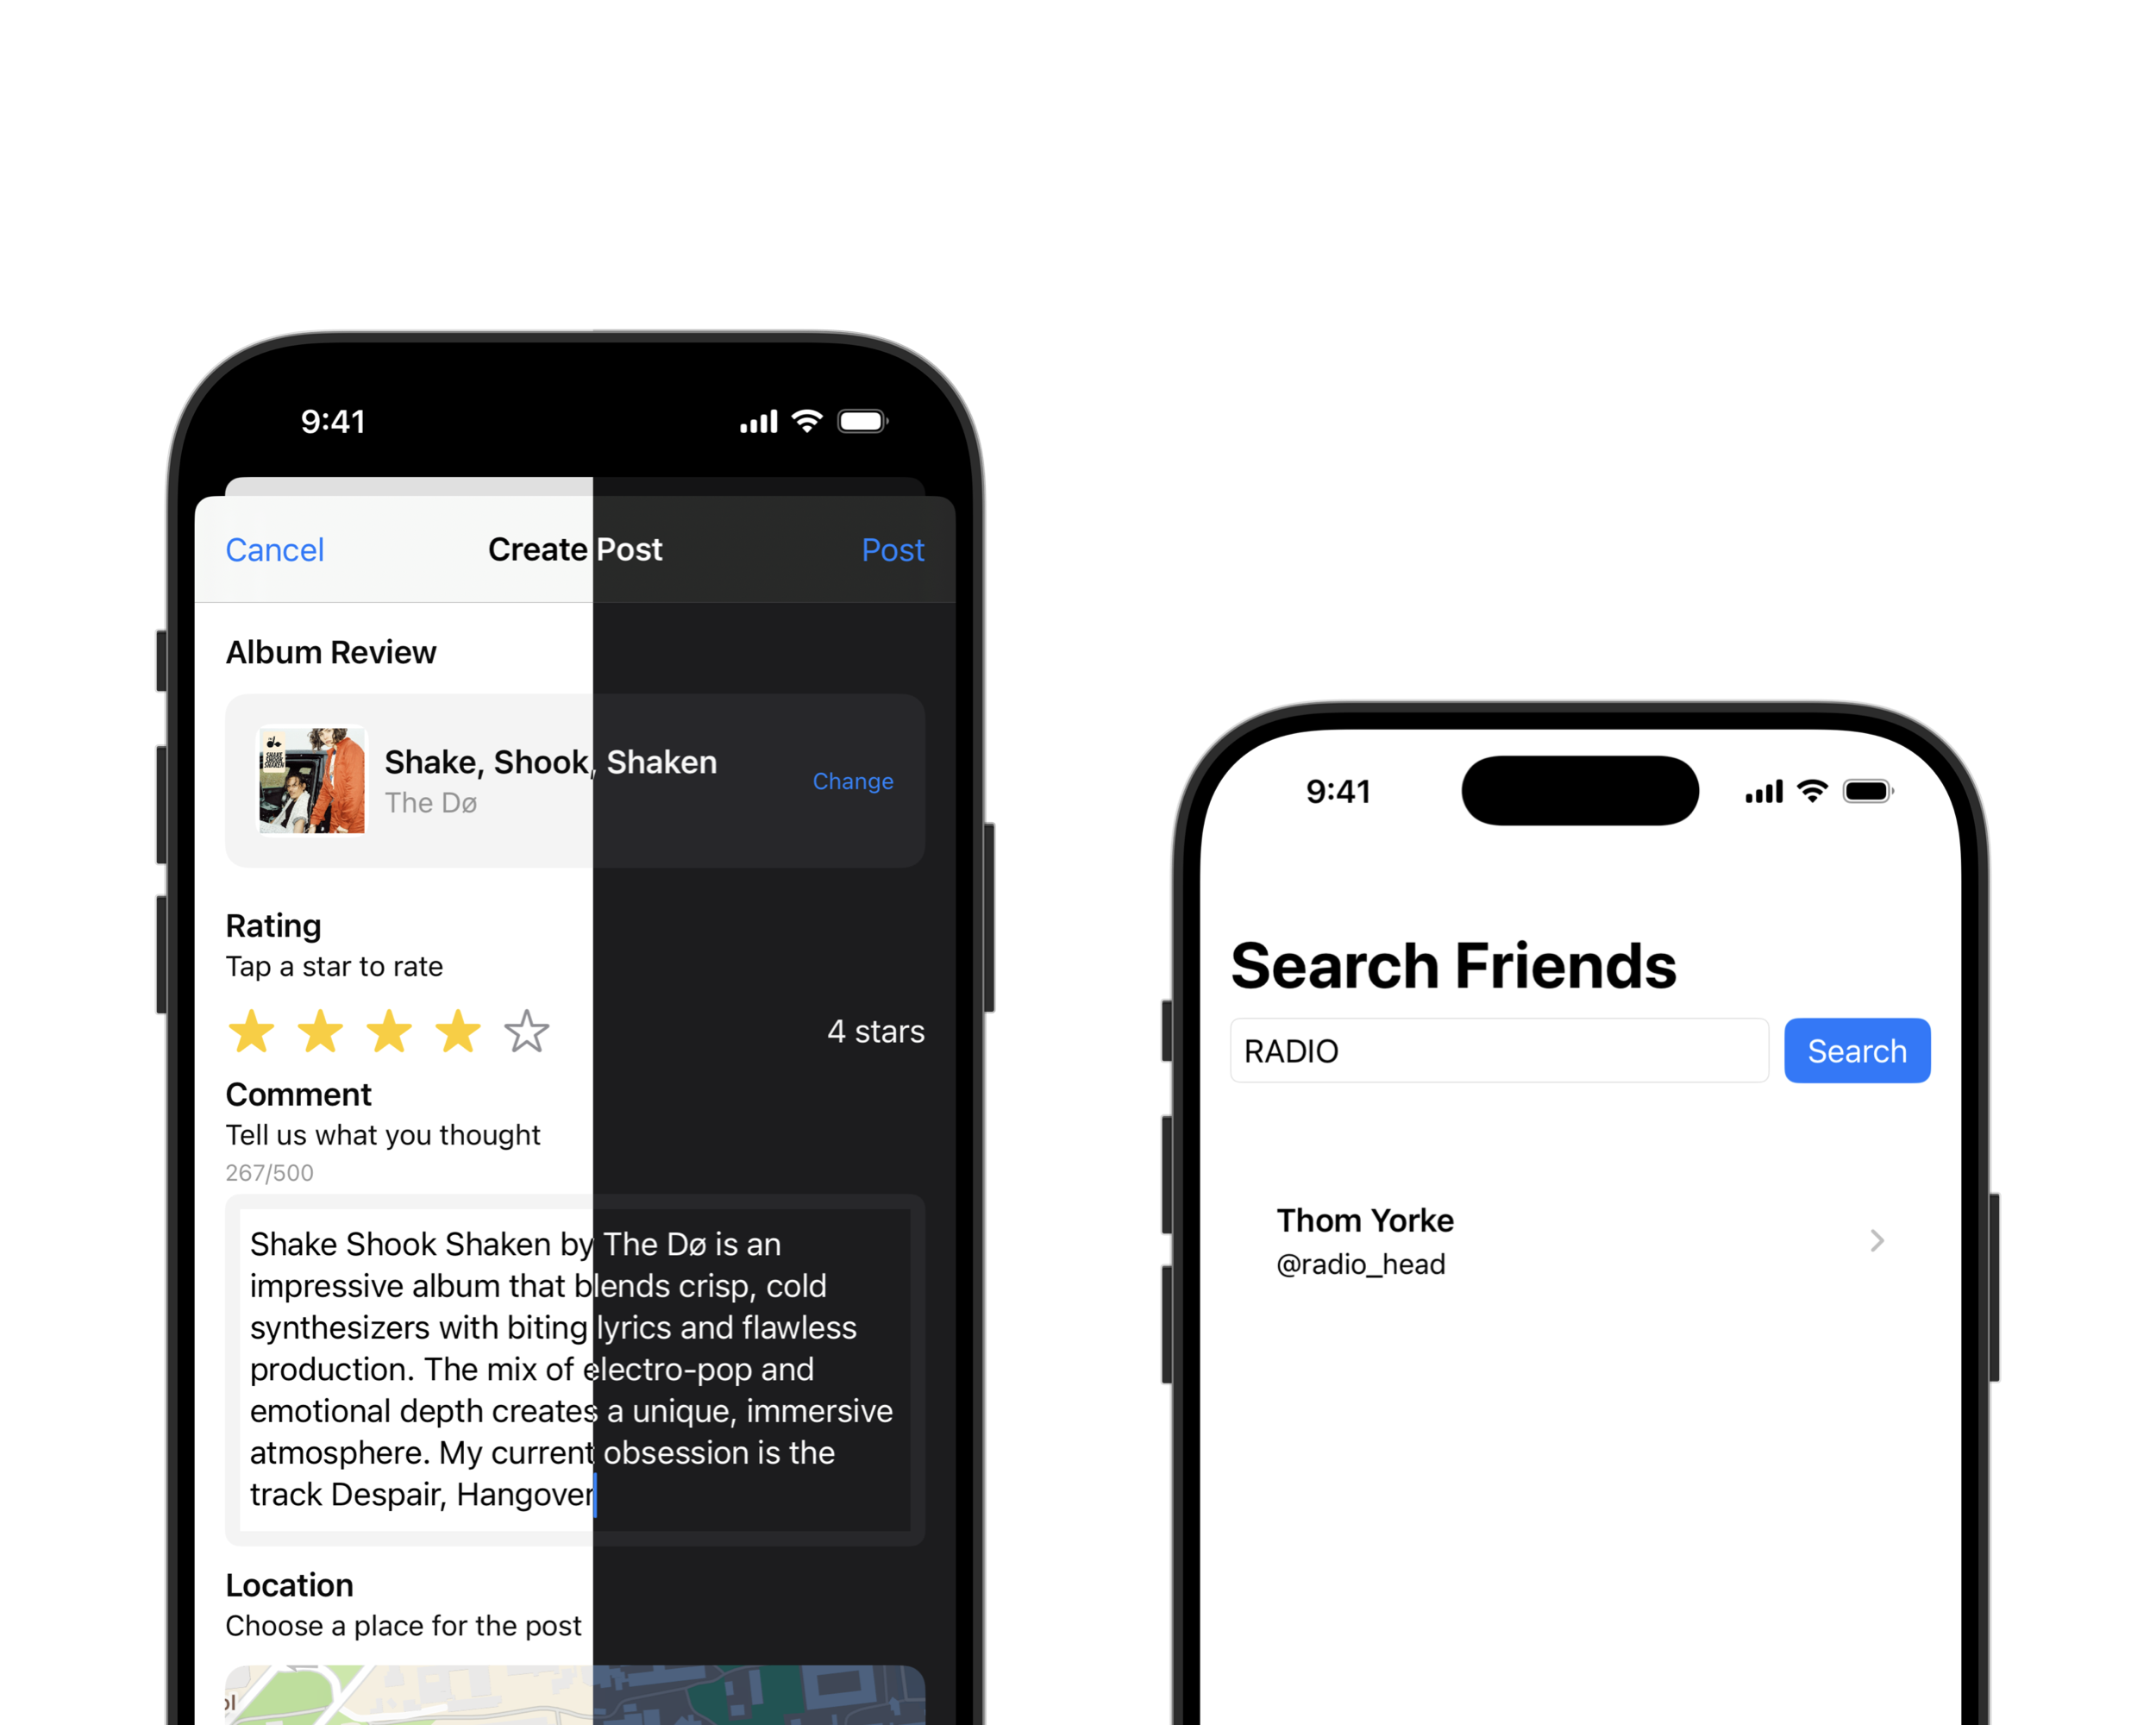 9:41
Cancel
Create Post
Post
Album Review
SHAKE
SHOOK
SHAKEN
Shake, Shook, Shaken
The Dø
Change
Rating
Tap a star to rate
4 stars
Comment
Tell us what you thought
267/500
Shake Shook Shaken by The Dø is an
impressive album that blends crisp, cold
synthesizers with biting lyrics and flawless
production. The mix of electro-pop and
emotional depth creates a unique, immersive
atmosphere. My current obsession is the
track Despair, Hangover
Location
Choose a place for the post
9:41
Search Friends
RADIO
Search
Thom Yorke
@radio_head